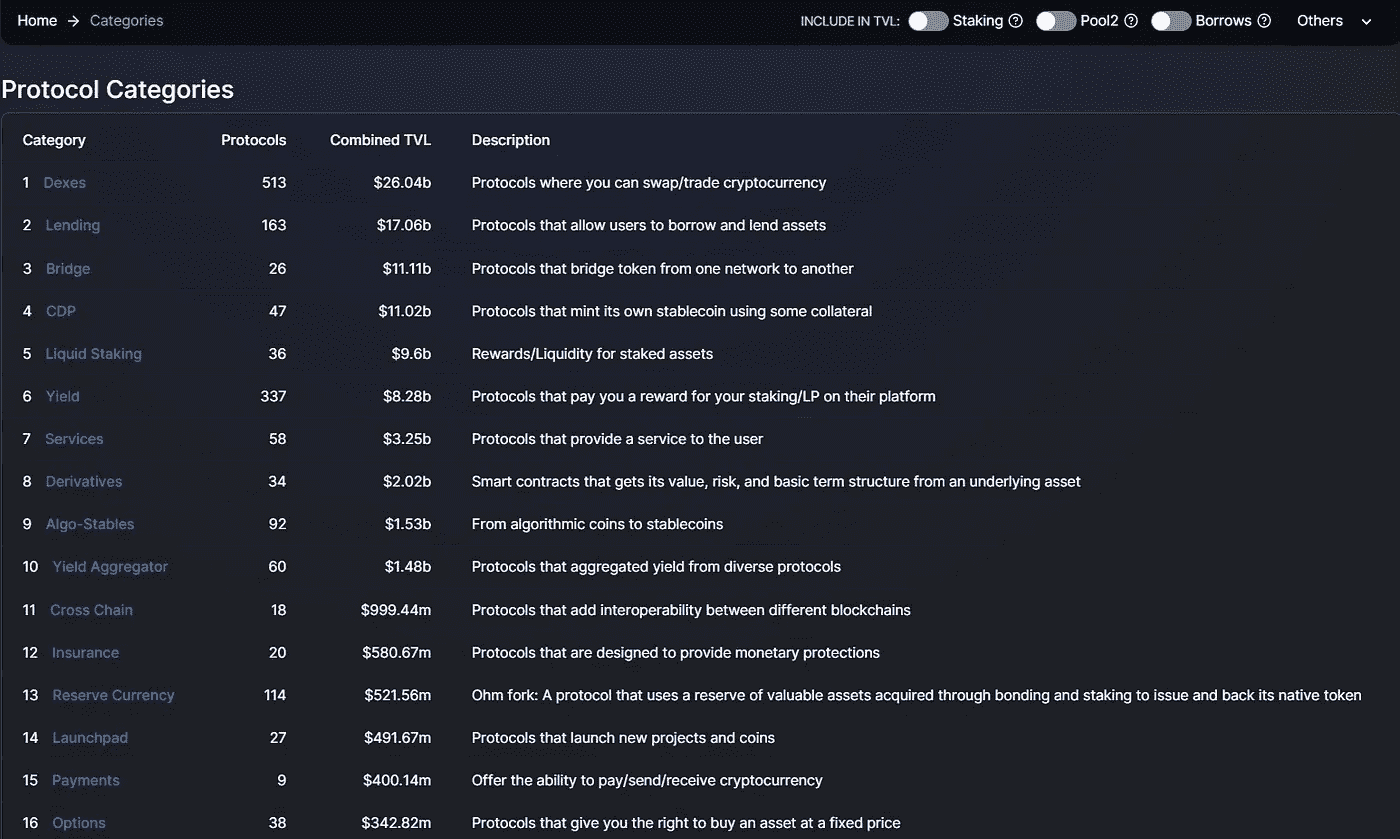 Home → Categories INCLUDE IN TVL: Staking ? Pool2 ? Borrows ? Others
Protocol Categories
Category Protocols Combined TVL Description
1 Dexes 513 $26.04b Protocols where you can swap/trade cryptocurrency
2 Lending 163 $17.06b Protocols that allow users to borrow and lend assets
3 Bridge 26 $11.11b Protocols that bridge token from one network to another
4 CDP 47 $11.02b Protocols that mint its own stablecoin using some collateral
5 Liquid Staking 36 $9.6b Rewards/Liquidity for staked assets
6 Yield 337 $8.28b Protocols that pay you a reward for your staking/LP on their platform
7 Services 58 $3.25b Protocols that provide a service to the user
8 Derivatives 34 $2.02b Smart contracts that gets its value, risk, and basic term structure from an underlying asset
9 Algo-Stables 92 $1.53b From algorithmic coins to stablecoins
10 Yield Aggregator 60 $1.48b Protocols that aggregated yield from diverse protocols
11 Cross Chain 18 $999.44m Protocols that add interoperability between different blockchains
12 Insurance 20 $580.67m Protocols that are designed to provide monetary protections
13 Reserve Currency 114 $521.56m Ohm fork: A protocol that uses a reserve of valuable assets acquired through bonding and staking to issue and back its native token
14 Launchpad 27 $491.67m Protocols that launch new projects and coins
15 Payments 9 $400.14m Offer the ability to pay/send/receive cryptocurrency
16 Options 38 $342.82m Protocols that give you the right to buy an asset at a fixed price